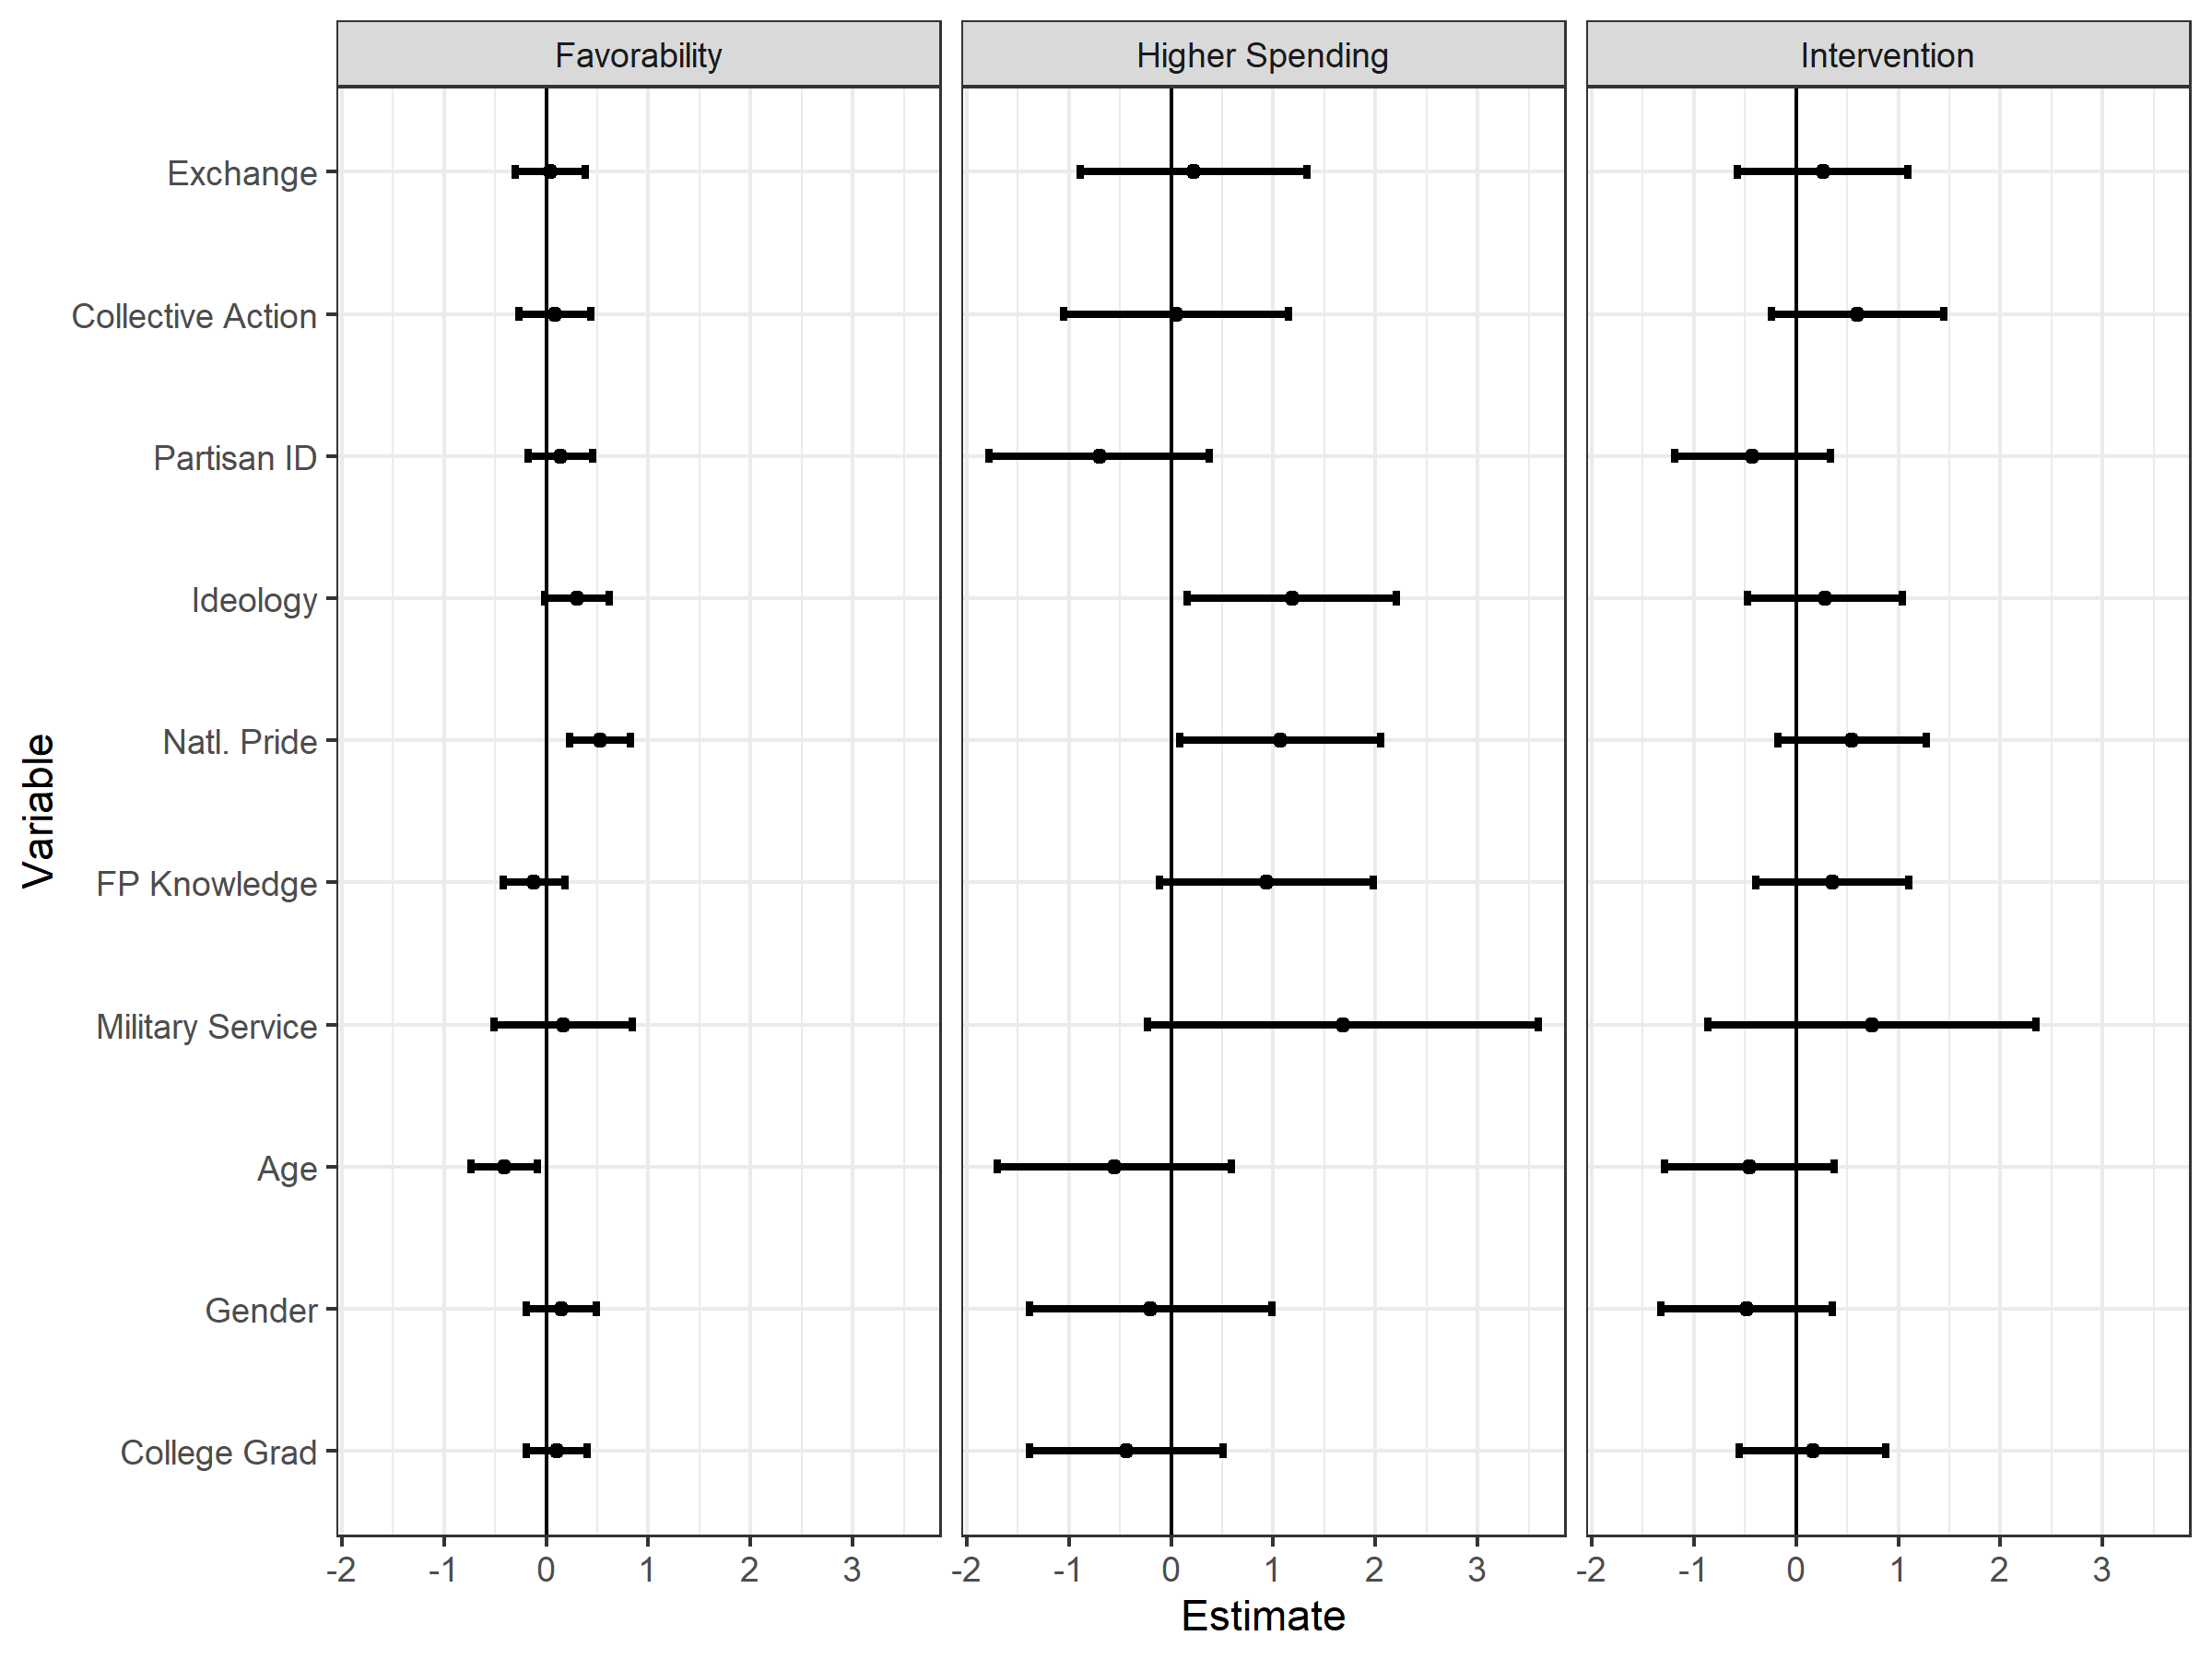 Favorability Higher Spending Intervention
Exchange
Collective Action
Partisan ID
Ideology
Natl. Pride
FP Knowledge
Military Service
Age
Gender
College Grad
Variable
-2 -1 0 1 2 3 -2 -1 0 1 2 3 -2 -1 0 1 2 3
Estimate